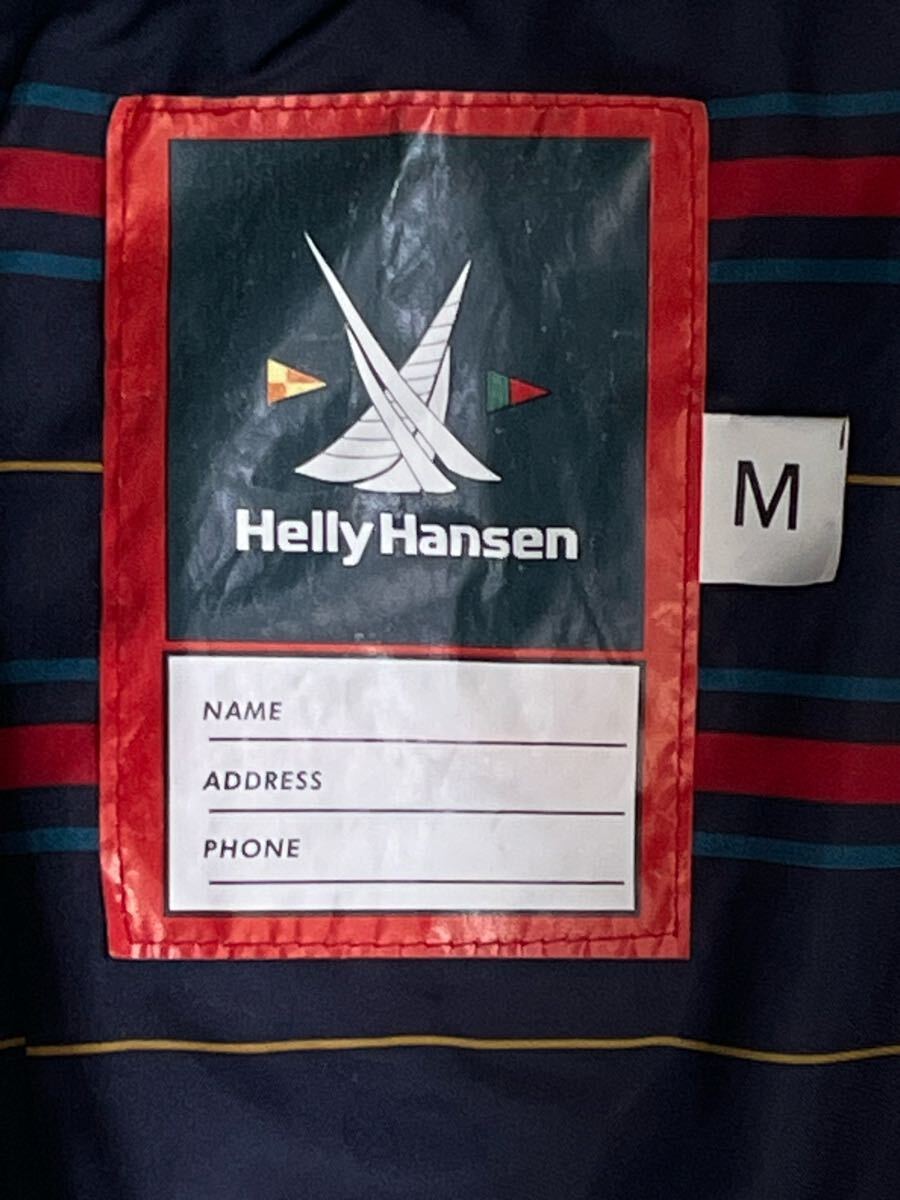 Helly Hansen
M
NAME
ADDRESS
PHONE